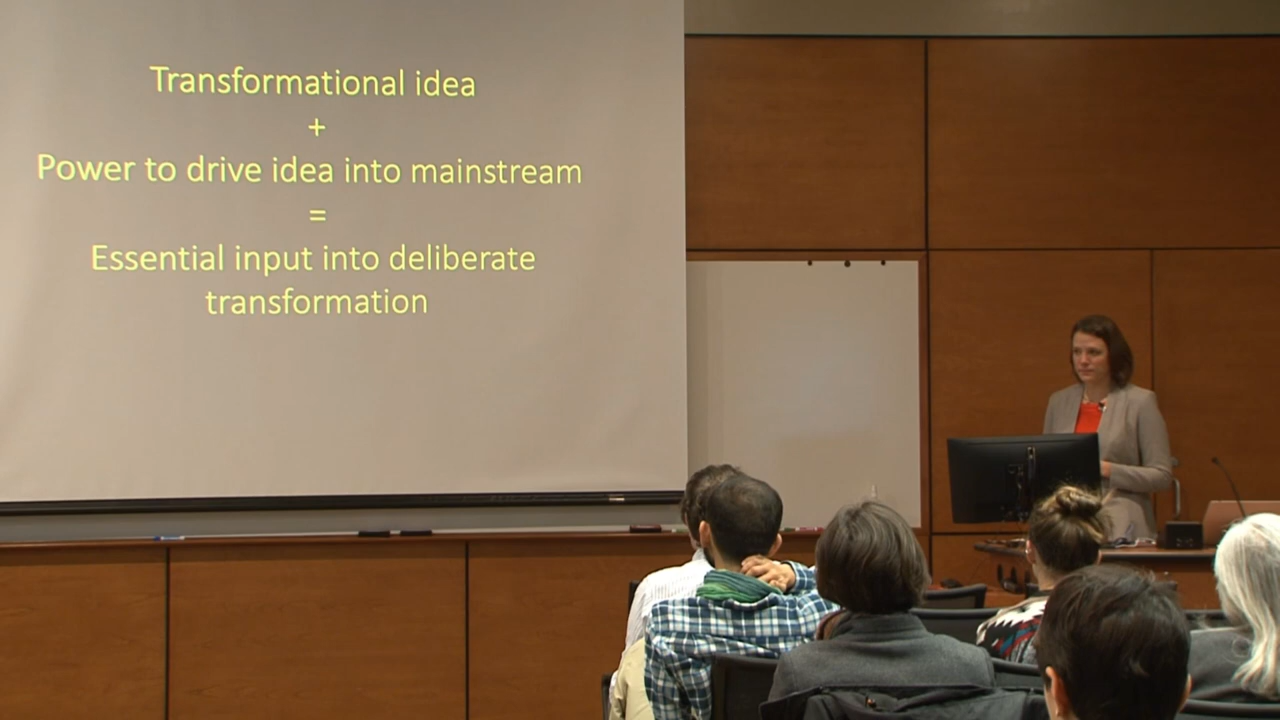 Transformational idea
+
Power to drive idea into mainstream
=
Essential input into deliberate
transformation